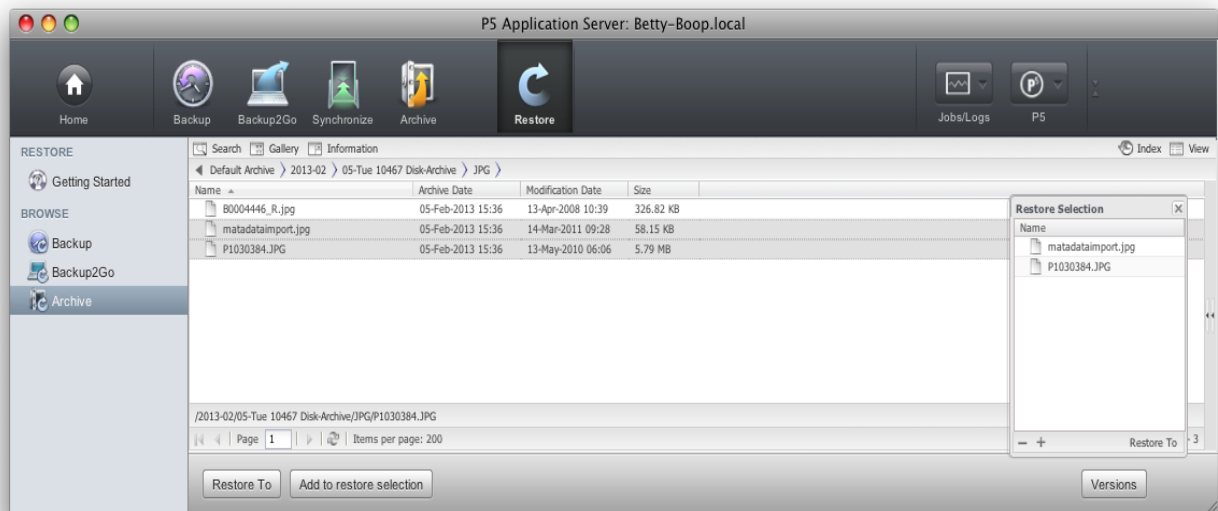 P5 Application Server: Betty-Boop.local
Home Backup Backup2Go Synchronize Archive Restore Jobs/Logs P5
RESTORE
Getting Started
BROWSE
Backup
Backup2Go
Archive
Search Gallery Information Index View
Default Archive 2013-02 05-Tue 10467 Disk-Archive JPG
Name Archive Date Modification Date Size
B0004446_R.jpg 05-Feb-2013 15:36 13-Apr-2008 10:39 326.82 KB
matadataimport.jpg 05-Feb-2013 15:36 14-Mar-2011 09:28 58.15 KB
P1030384.JPG 05-Feb-2013 15:36 13-May-2010 06:06 5.79 MB
/2013-02/05-Tue 10467 Disk-Archive/JPG/P1030384.JPG
Page 1 Items per page: 200 - 3
Restore Selection
Name
matadataimport.jpg
P1030384.JPG
Restore To
Restore To Add to restore selection Versions